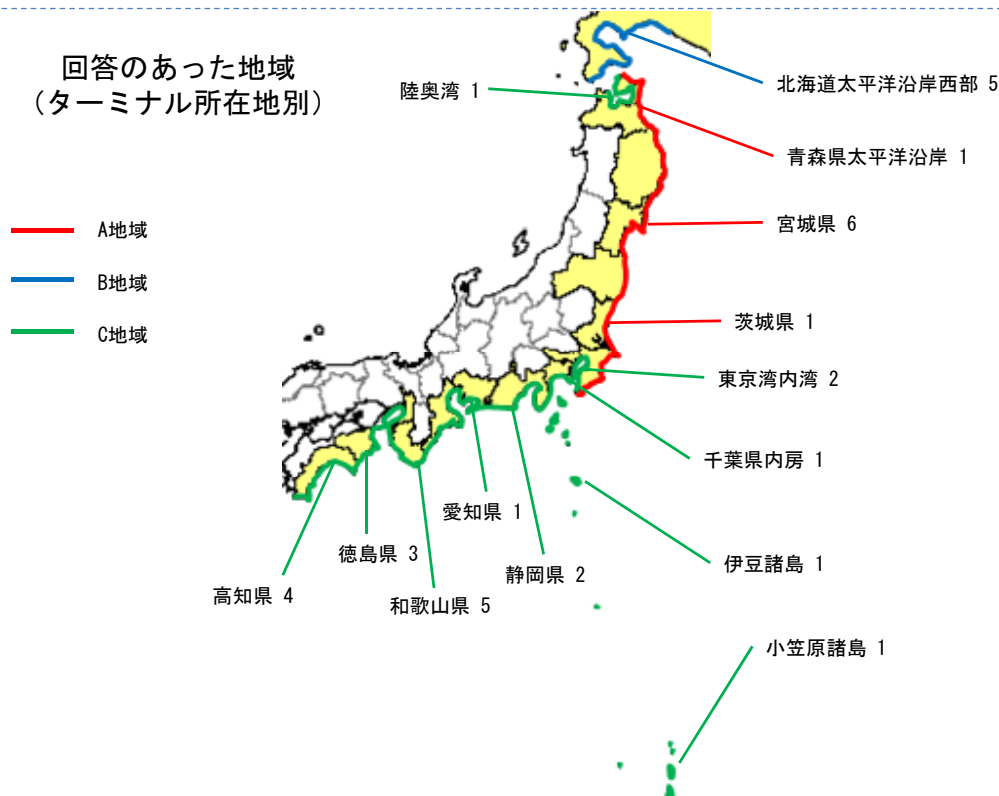 回答のあった地域
（ターミナル所在地別）
陸奥湾 1
北海道太平洋沿岸西部 5
青森県太平洋沿岸 1
宮城県 6
A地域
B地域
C地域
茨城県 1
東京湾内湾 2
千葉県内房 1
愛知県 1
徳島県 3
静岡県 2
伊豆諸島 1
高知県 4
和歌山県 5
小笠原諸島 1